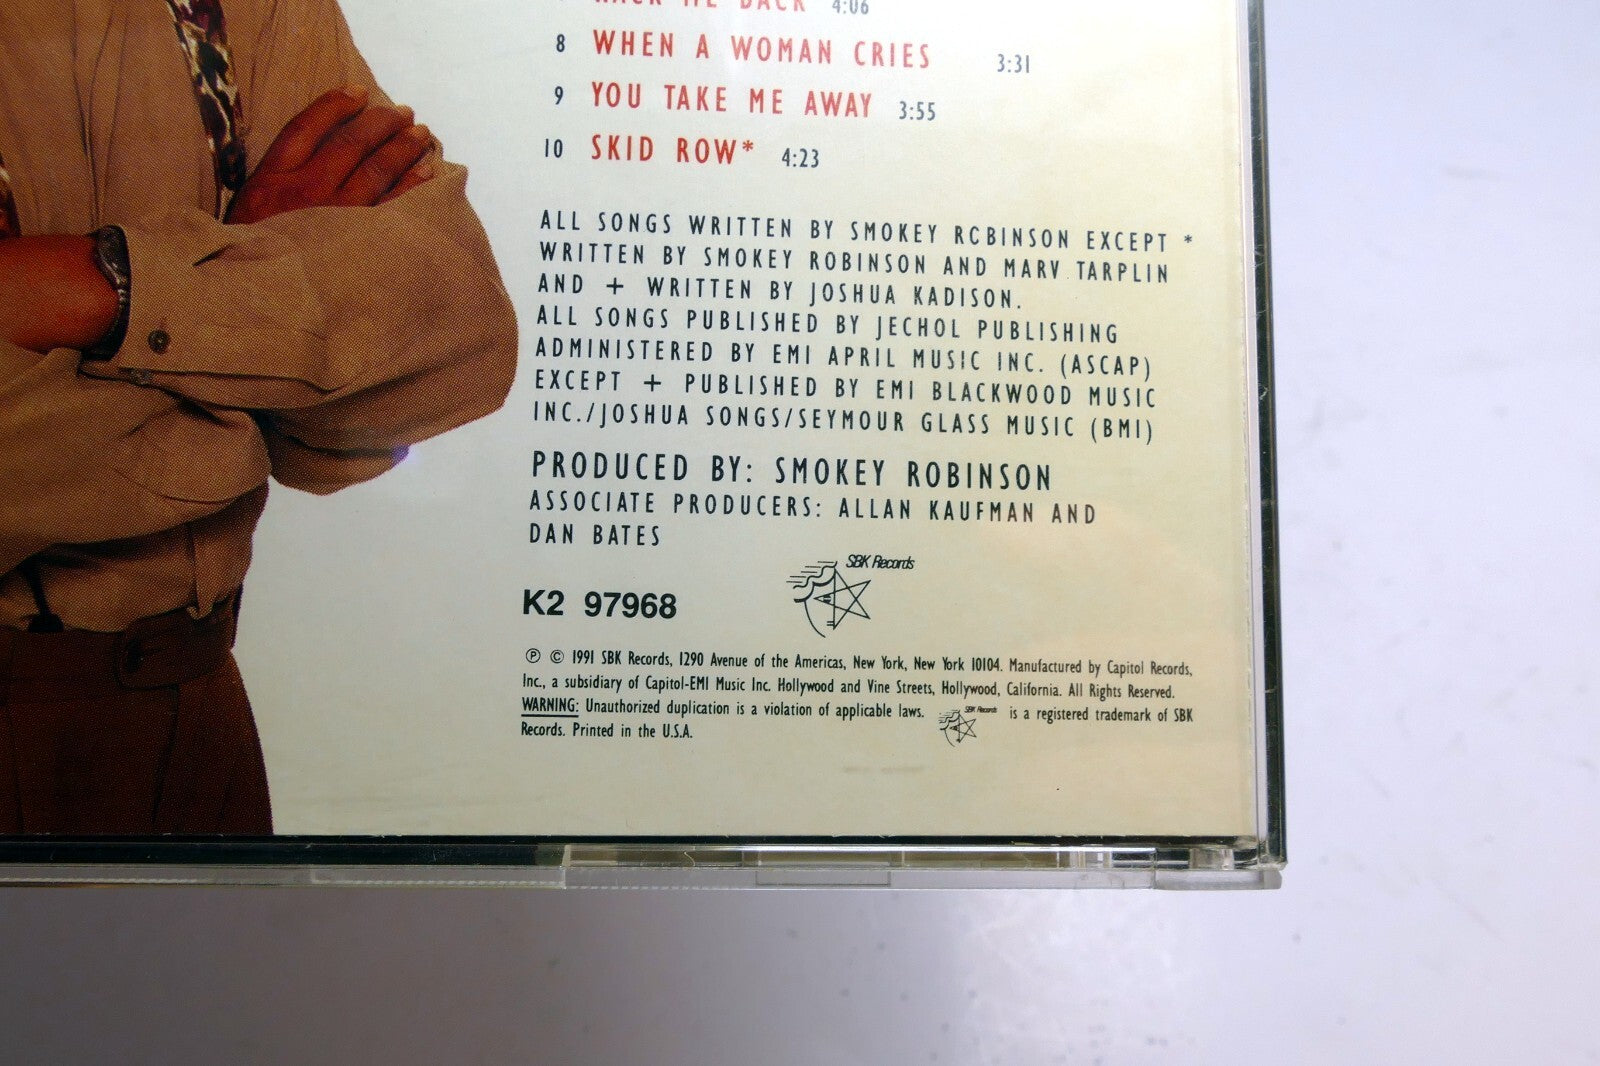 BACK 4:06
8 WHEN A WOMAN CRIES 3:31
9 YOU TAKE ME AWAY 3:55
10 SKID ROW* 4:23
ALL SONGS WRITTEN BY SMOKEY ROBINSON EXCEPT *
WRITTEN BY SMOKEY ROBINSON AND MARV TARPLIN
AND + WRITTEN BY JOSHUA KADISON.
ALL SONGS PUBLISHED BY JECHOL PUBLISHING
ADMINISTERED BY EMI APRIL MUSIC INC. (ASCAP)
EXCEPT + PUBLISHED BY EMI BLACKWOOD MUSIC
INC./JOSHUA SONGS/SEYMOUR GLASS MUSIC (BMI)
PRODUCED BY: SMOKEY ROBINSON
ASSOCIATE PRODUCERS: ALLAN KAUFMAN AND
DAN BATES
SBK Records
K2 97968
℗ © 1991 SBK Records, 1290 Avenue of the Americas, New York, New York 10104. Manufactured by Capitol Records,
Inc., a subsidiary of Capitol-EMI Music Inc. Hollywood and Vine Streets, Hollywood, California. All Rights Reserved.
WARNING: Unauthorized duplication is a violation of applicable laws. SBK Records is a registered trademark of SBK
Records. Printed in the U.S.A.